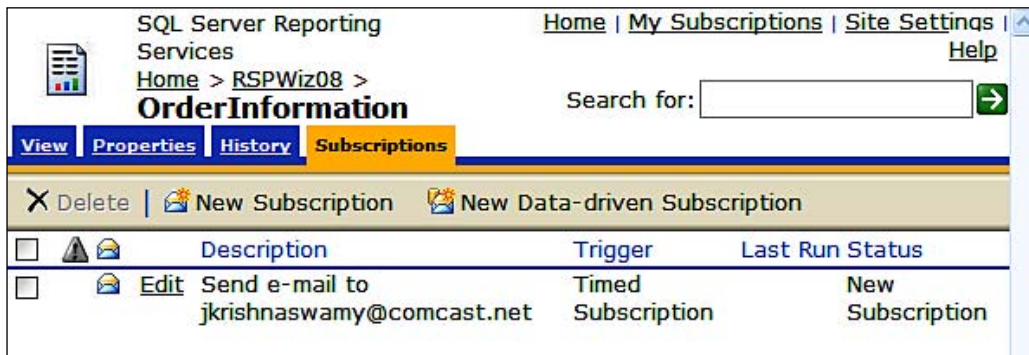 SQL Server Reporting
Services
Home | My Subscriptions | Site Settings |
Help
Home > RSPWiz08 >
OrderInformation
Search for:
View Properties History Subscriptions
Delete | New Subscription New Data-driven Subscription
Description Trigger Last Run Status
Edit Send e-mail to Timed New
jkrishnaswamy@comcast.net Subscription Subscription